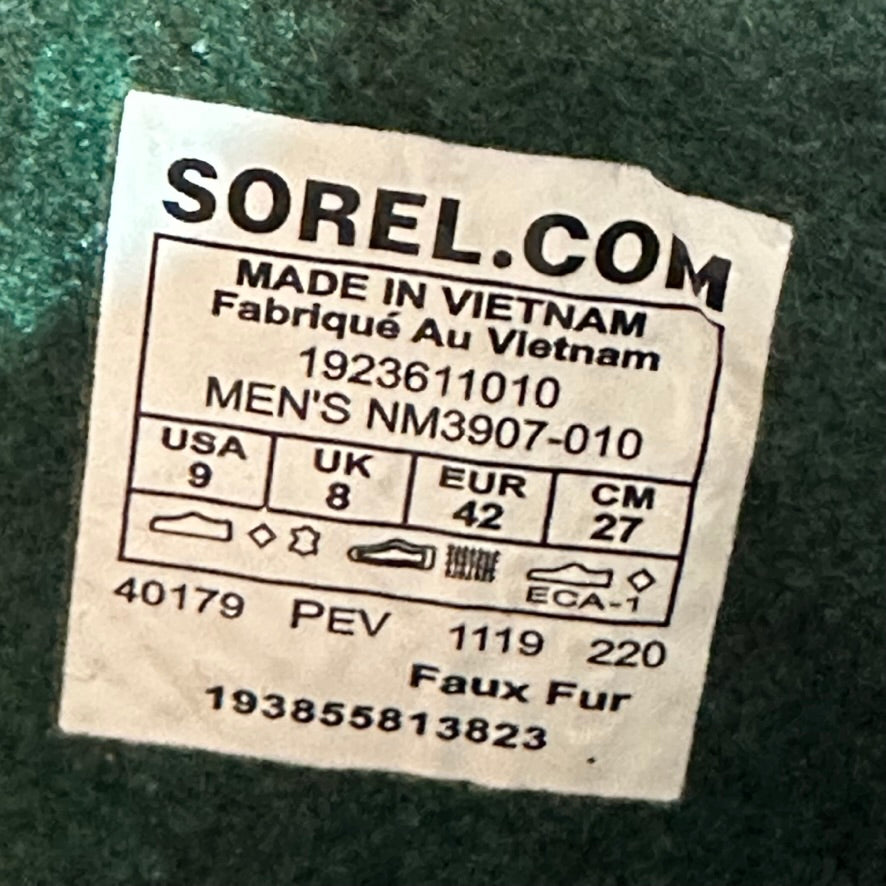 SOREL.COM
MADE IN VIETNAM
Fabriqué Au Vietnam
1923611010
MEN'S NM3907-010
USA UK EUR CM
9 8 42 27
ECA-1
40179 PEV 1119 220
Faux Fur
193855813823